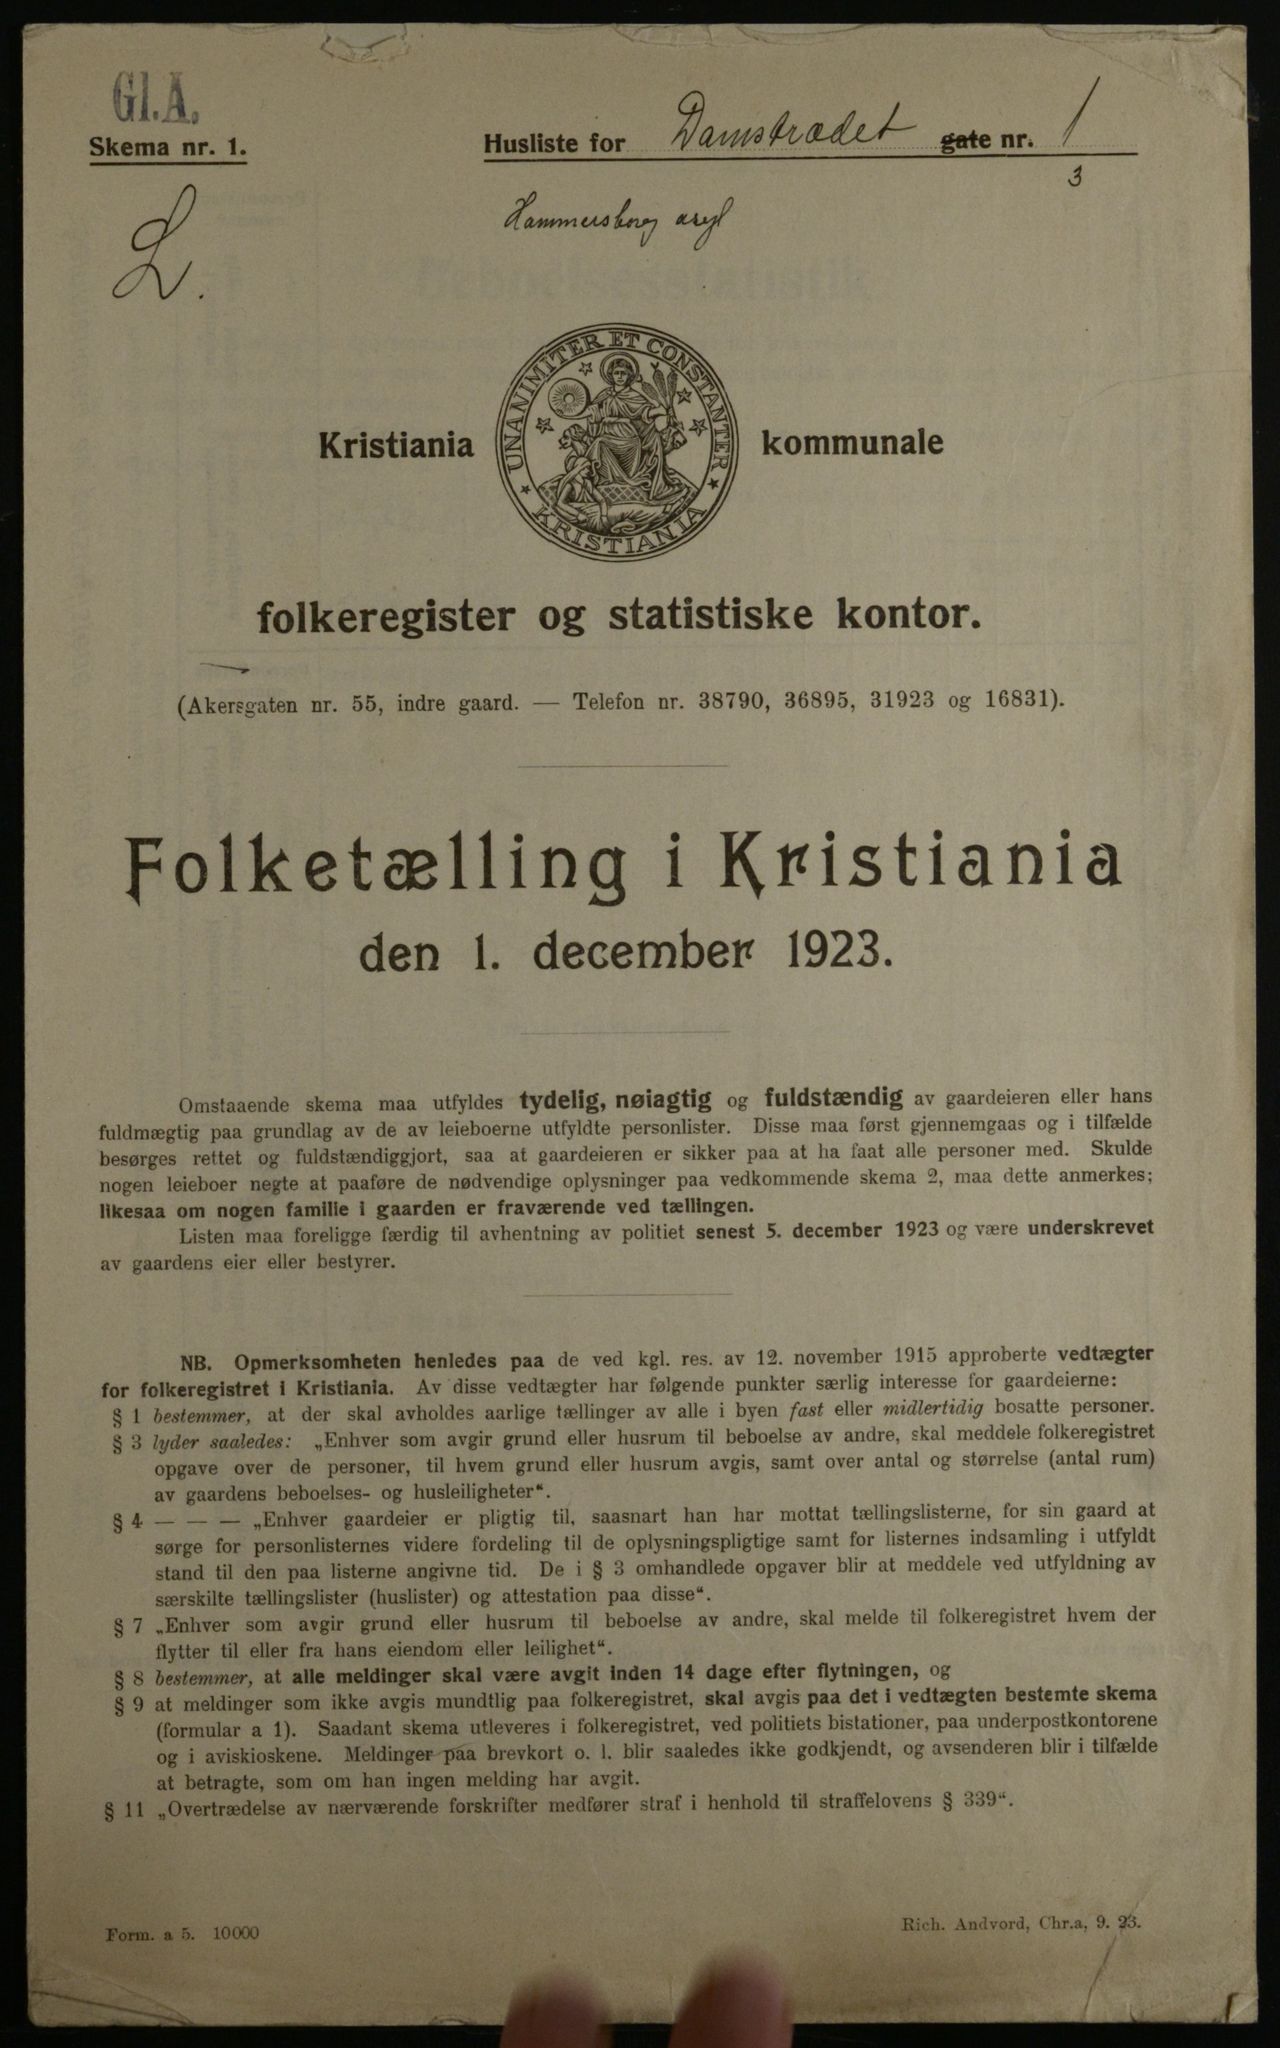 Gl.A.
Skema nr. 1.
Husliste for Damstrædet gate nr. 1
3
Hammersborg asyl
L.
UNANIMITER ET CONSTANTER
KRISTIANIA
Kristiania kommunale
folkeregister og statistiske kontor.
(Akersgaten nr. 55, indre gaard. — Telefon nr. 38790, 36895, 31923 og 16831).
Folketælling i Kristiania
den 1. december 1923.
Omstaaende skema maa utfyldes tydelig, nøiagtig og fuldstændig av gaardeieren eller hans
fuldmægtig paa grundlag av de av leieboerne utfyldte personlister. Disse maa først gjennemgaas og i tilfælde
besørges rettet og fuldstændiggjort, saa at gaardeieren er sikker paa at ha faat alle personer med. Skulde
nogen leieboer negte at paaføre de nødvendige oplysninger paa vedkommende skema 2, maa dette anmerkes;
likesaa om nogen familie i gaarden er fraværende ved tællingen.
Listen maa foreligge færdig til avhentning av politiet senest 5. december 1923 og være underskrevet
av gaardens eier eller bestyrer.
NB. Opmerksomheten henledes paa de ved kgl. res. av 12. november 1915 approberte vedtægter
for folkeregistret i Kristiania. Av disse vedtægter har følgende punkter særlig interesse for gaardeierne:
§ 1 bestemmer, at der skal avholdes aarlige tællinger av alle i byen fast eller midlertidig bosatte personer.
§ 3 lyder saaledes: „Enhver som avgir grund eller husrum til beboelse av andre, skal meddele folkeregistret
opgave over de personer, til hvem grund eller husrum avgis, samt over antal og størrelse (antal rum)
av gaardens beboelses- og husleiligheter“.
§ 4 — — — „Enhver gaardeier er pligtig til, saasnart han har mottat tællingslisterne, for sin gaard at
sørge for personlisternes videre fordeling til de oplysningspligtige samt for listernes indsamling i utfyldt
stand til den paa listerne angivne tid. De i § 3 omhandlede opgaver blir at meddele ved utfyldning av
særskilte tællingslister (huslister) og attestation paa disse“.
§ 7 „Enhver som avgir grund eller husrum til beboelse av andre, skal melde til folkeregistret hvem der
flytter til eller fra hans eiendom eller leilighet“.
§ 8 bestemmer, at alle meldinger skal være avgit inden 14 dage efter flytningen, og
§ 9 at meldinger som ikke avgis mundtlig paa folkeregistret, skal avgis paa det i vedtægten bestemte skema
(formular a 1). Saadant skema utleveres i folkeregistret, ved politiets bistationer, paa underpostkontorene
og i aviskioskene. Meldinger paa brevkort o. l. blir saaledes ikke godkjendt, og avsenderen blir i tilfælde
at betragte, som om han ingen melding har avgit.
§ 11 „Overtrædelse av nærværende forskrifter medfører straf i henhold til straffelovens § 339“.
Form. a 5. 10000
Rich. Andvord, Chr.a, 9. 23.